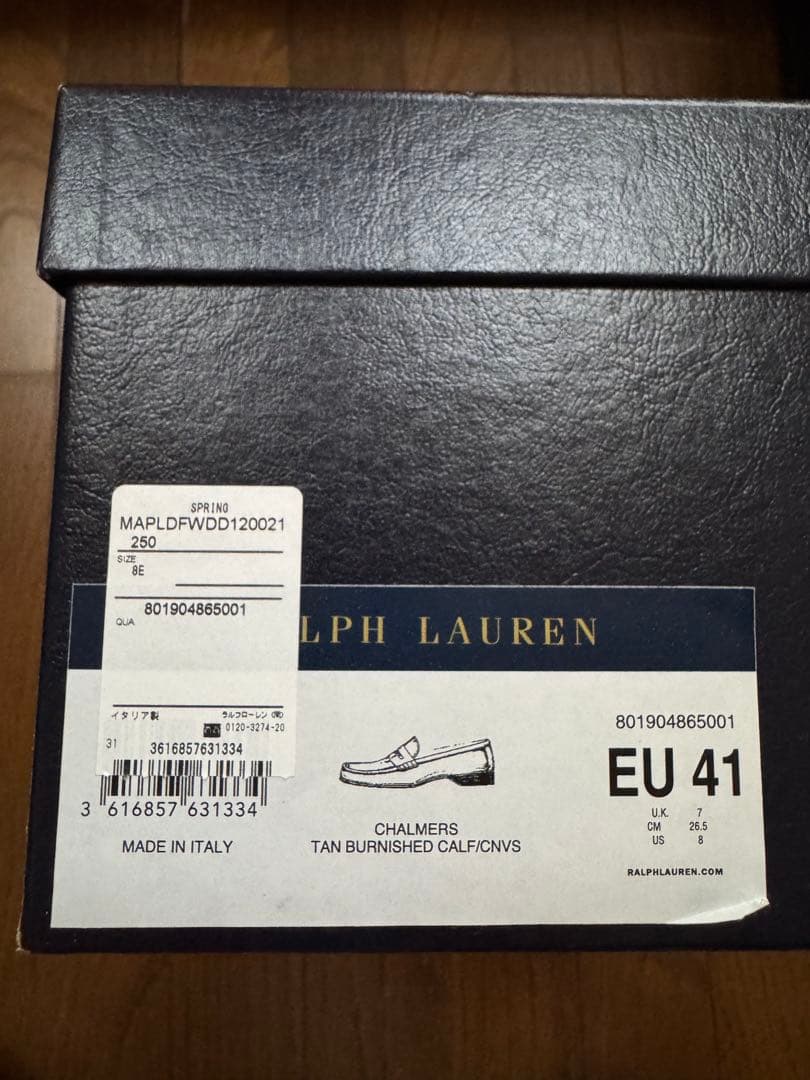 SPRING
MAPLDFWDD120021
250
SIZE
8E
801904865001
QUA
イタリア製
ラルフローレン(株)
0120-3274-20
31
3616857631334
LPH LAUREN
3 616857 631334
MADE IN ITALY
CHALMERS
TAN BURNISHED CALF/CNVS
801904865001
EU 41
U.K. 7
CM 26.5
US 8
RALPHLAUREN.COM